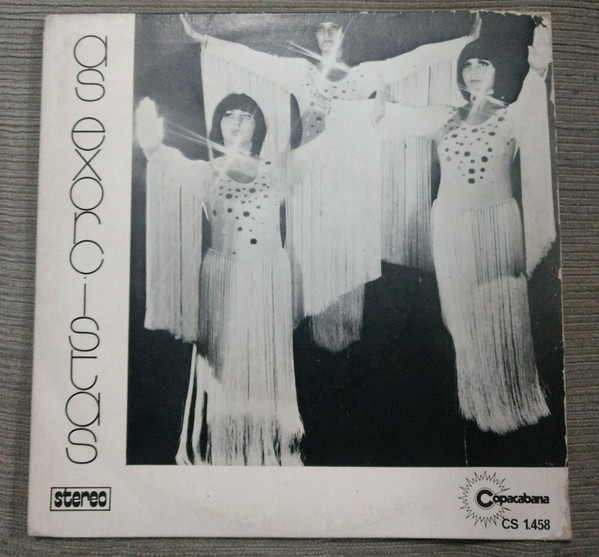 as exorcistas
stereo
Copacabana
CS 1.458